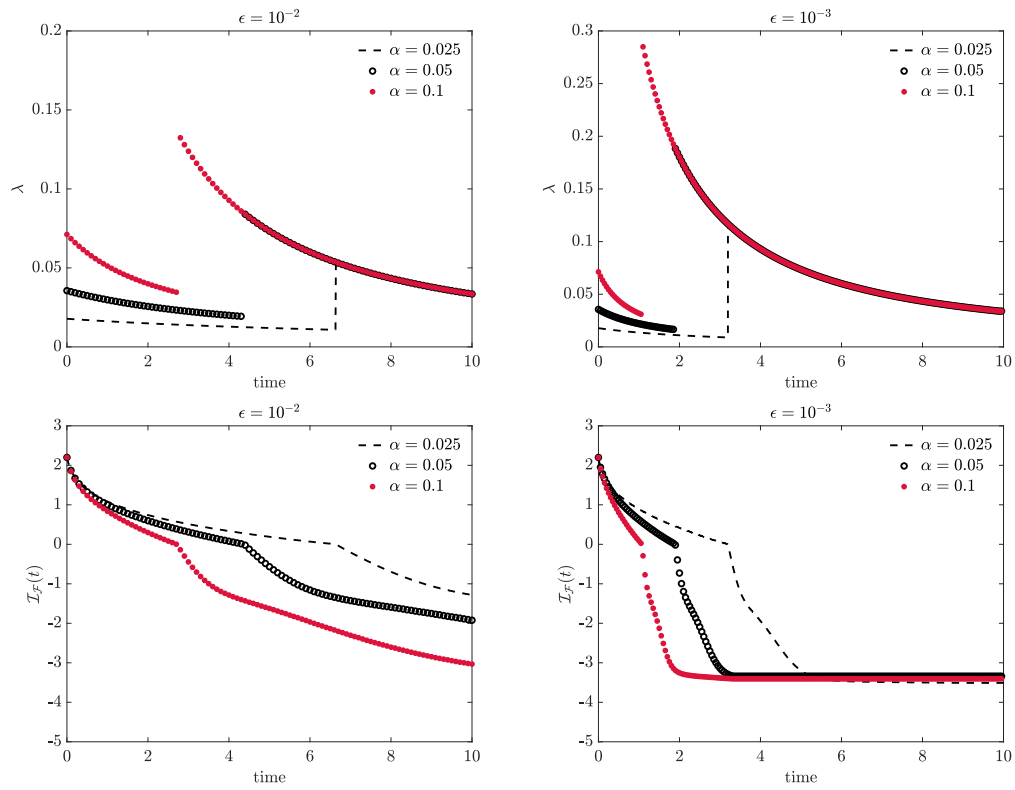 ϵ = 10⁻²
0.2
0.15
0.1
0.05
0
λ
α = 0.025
α = 0.05
α = 0.1
0 2 4 6 8 10
time
ϵ = 10⁻³
0.3
0.25
0.2
0.15
0.1
0.05
0
λ
α = 0.025
α = 0.05
α = 0.1
0 2 4 6 8 10
time
ϵ = 10⁻²
3
2
1
0
-1
-2
-3
-4
-5
ℐ_ℱ(t)
α = 0.025
α = 0.05
α = 0.1
0 2 4 6 8 10
time
ϵ = 10⁻³
3
2
1
0
-1
-2
-3
-4
-5
ℐ_ℱ(t)
α = 0.025
α = 0.05
α = 0.1
0 2 4 6 8 10
time